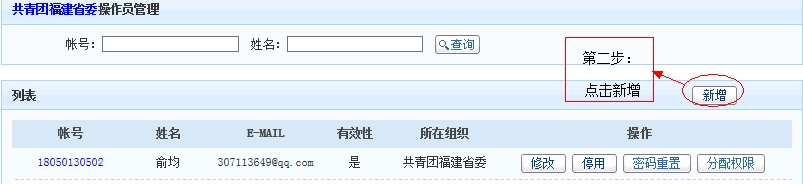 共青团福建省委操作员管理
帐号： 姓名： 查询
第二步：
点击新增
列表 新增
帐号 姓名 E-MAIL 有效性 所在组织 操作
18050130502 俞均 307113649@qq.com 是 共青团福建省委 修改 停用 密码重置 分配权限